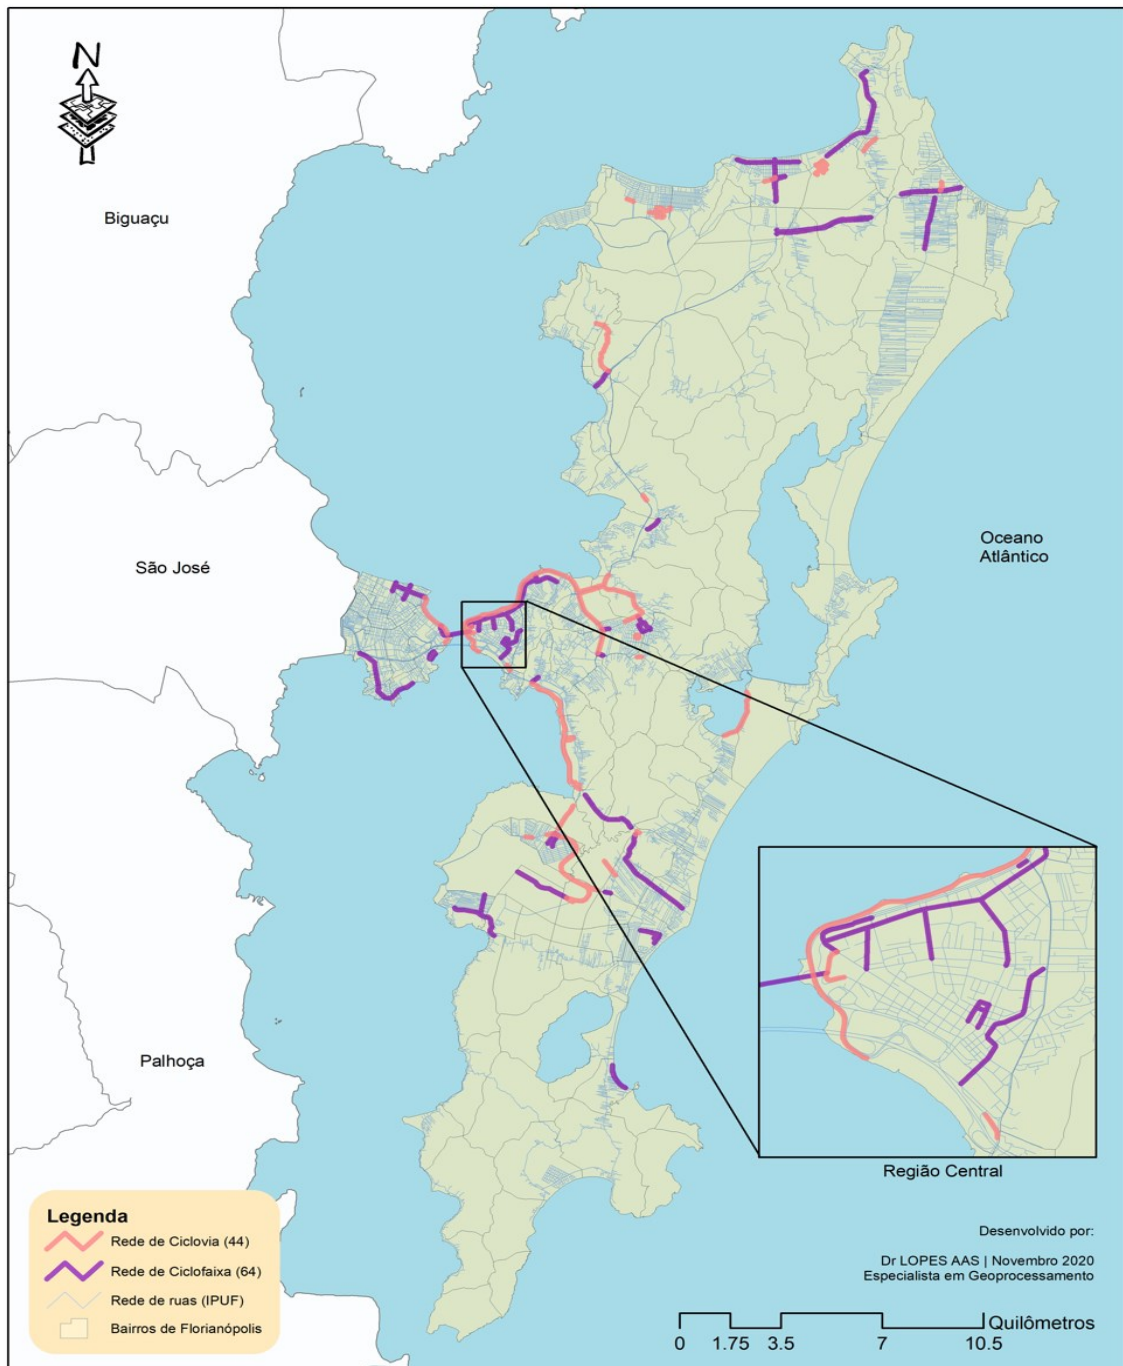 N
Biguaçu
São José
Oceano
Atlântico
Palhoça
Região Central
Legenda
Rede de Ciclovia (44)
Rede de Ciclofaixa (64)
Rede de ruas (IPUF)
Bairros de Florianópolis
Desenvolvido por:
Dr LOPES AAS | Novembro 2020
Especialista em Geoprocessamento
Quilômetros
0 1.75 3.5 7 10.5